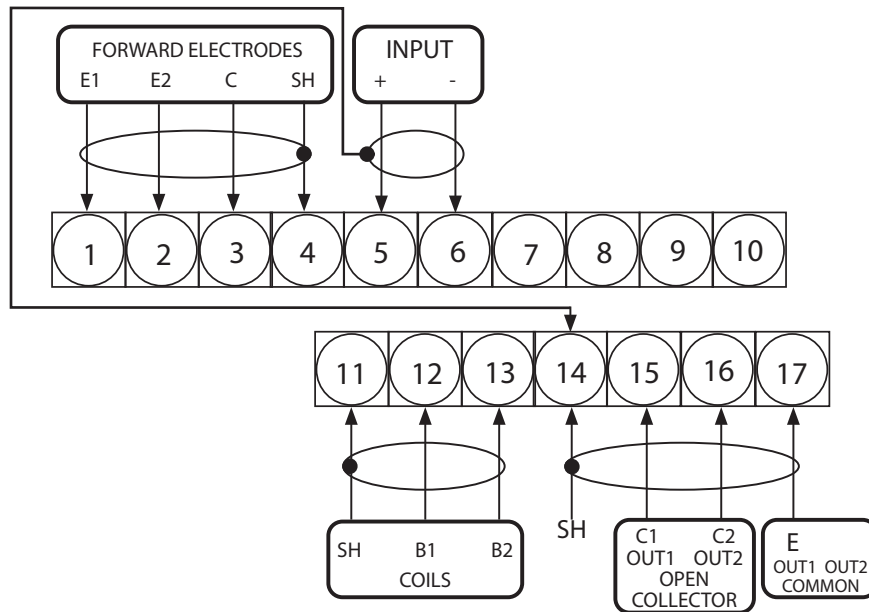 FORWARD ELECTRODES
E1 E2 C SH
INPUT
+ -
1 2 3 4 5 6 7 8 9 10
11 12 13 14 15 16 17
SH B1 B2
COILS
SH
C1 C2
OUT1 OUT2
OPEN
COLLECTOR
E
OUT1 OUT2
COMMON